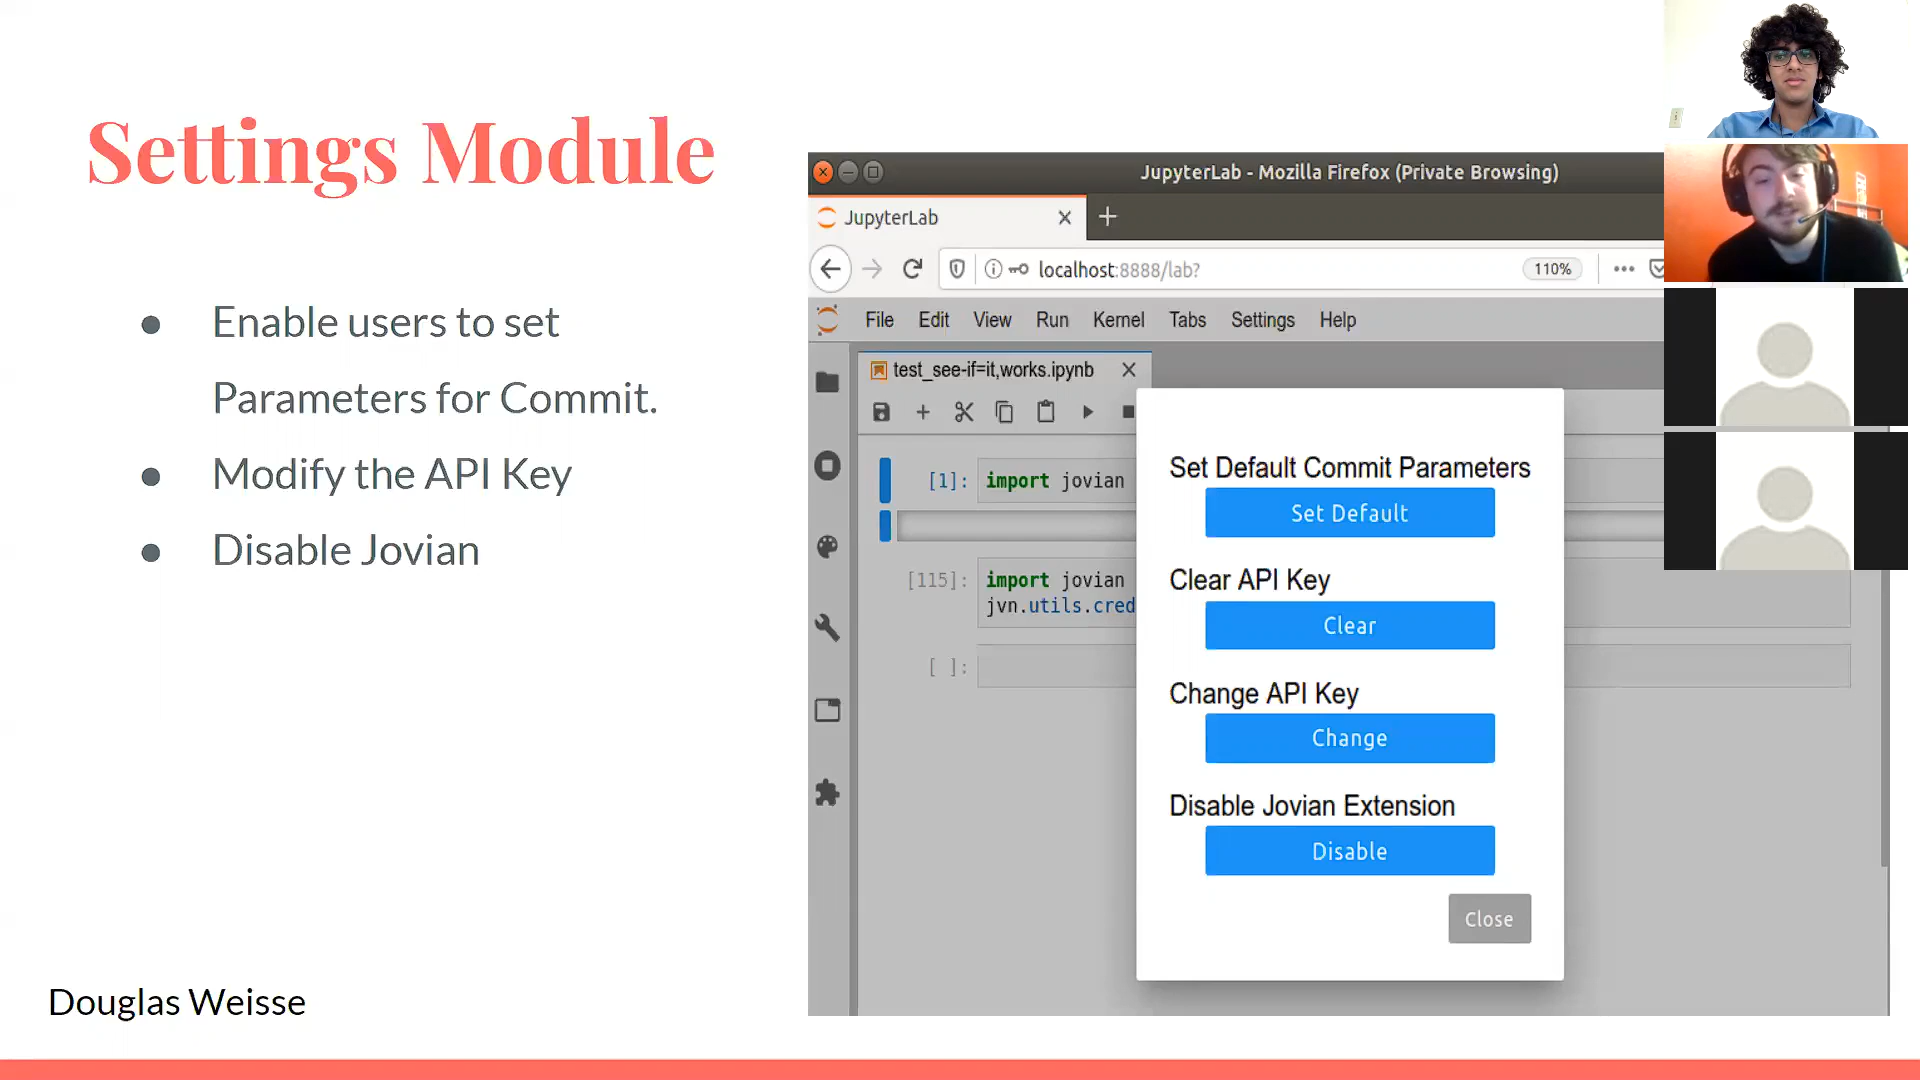 Settings Module
Enable users to set
Parameters for Commit.
Modify the API Key
Disable Jovian
Douglas Weisse
JupyterLab - Mozilla Firefox (Private Browsing)
JupyterLab
localhost:8888/lab?
110%
File Edit View Run Kernel Tabs Settings Help
test_see-if=it,works.ipynb
[1]: import jovian
[115]: import jovian
jvn.utils.cred
[ ]:
Set Default Commit Parameters
Set Default
Clear API Key
Clear
Change API Key
Change
Disable Jovian Extension
Disable
Close